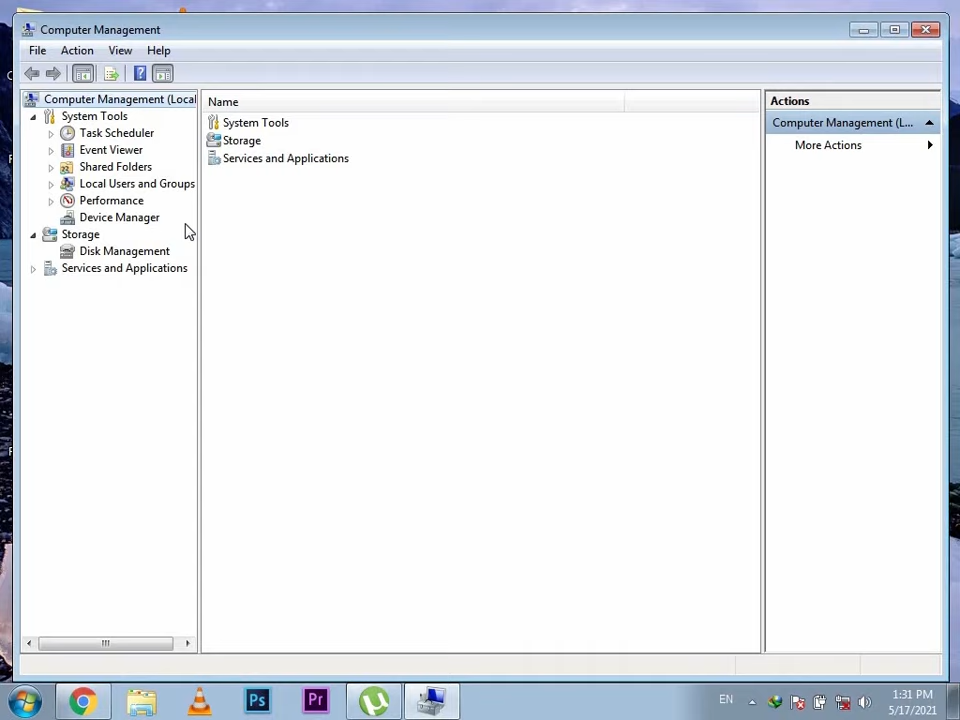 Computer Management
File Action View Help
Computer Management (Local
System Tools
Task Scheduler
Event Viewer
Shared Folders
Local Users and Groups
Performance
Device Manager
Storage
Disk Management
Services and Applications
Name
System Tools
Storage
Services and Applications
Actions
Computer Management (L...
More Actions
Ps
Pr
EN
1:31 PM
5/17/2021